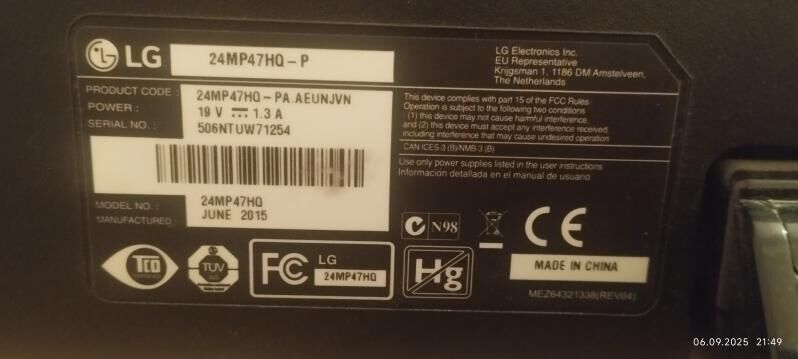 LG
24MP47HQ-P
LG Electronics Inc.
EU Representative
Krijgsman 1, 1186 DM Amstelveen,
The Netherlands
PRODUCT CODE : 24MP47HQ-PA.AEUNJVN
POWER : 19 V ⎓ 1.3 A
SERIAL NO. : 506NTUW71254
MODEL NO. : 24MP47HQ
MANUFACTURED : JUNE 2015
This device complies with part 15 of the FCC Rules.
Operation is subject to the following two conditions
(1) this device may not cause harmful interference,
and (2) this device must accept any interference received,
including interference that may cause undesired operation
CAN ICES-3 (B)/NMB-3 (B)
Use only power supplies listed in the user instructions
Informacion detallada en el manual de usuario
TCO
TÜV
FC LG
24MP47HQ
Hg
N98
CE
MADE IN CHINA
MEZ64321338(REV04)
06.09.2025 21:49